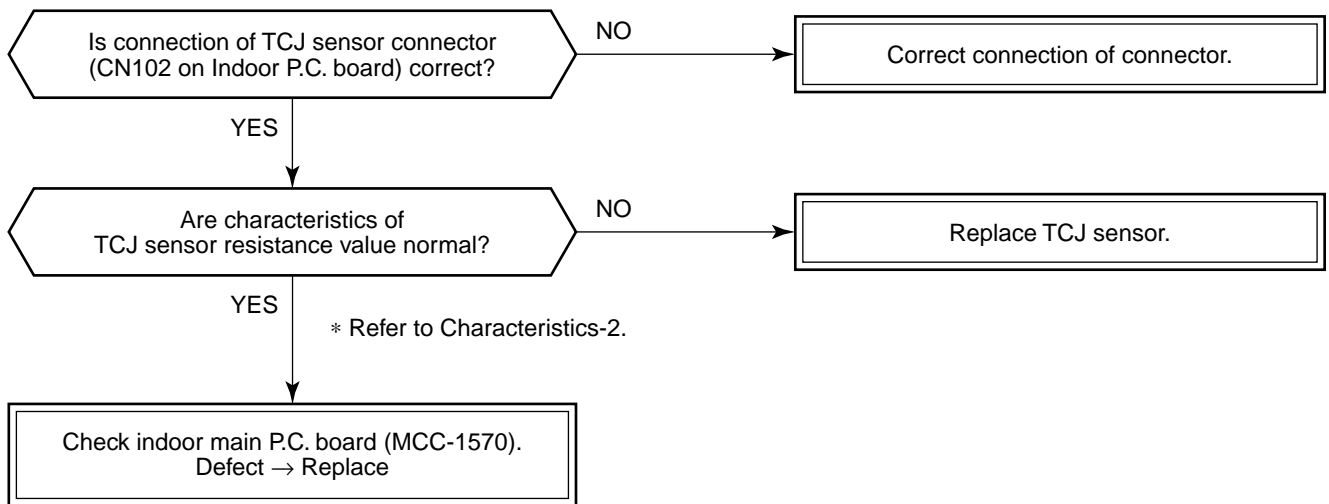 Is connection of TCJ sensor connector
(CN102 on Indoor P.C. board) correct?
NO
Correct connection of connector.
YES
Are characteristics of
TCJ sensor resistance value normal?
NO
Replace TCJ sensor.
YES
* Refer to Characteristics-2.
Check indoor main P.C. board (MCC-1570).
Defect → Replace